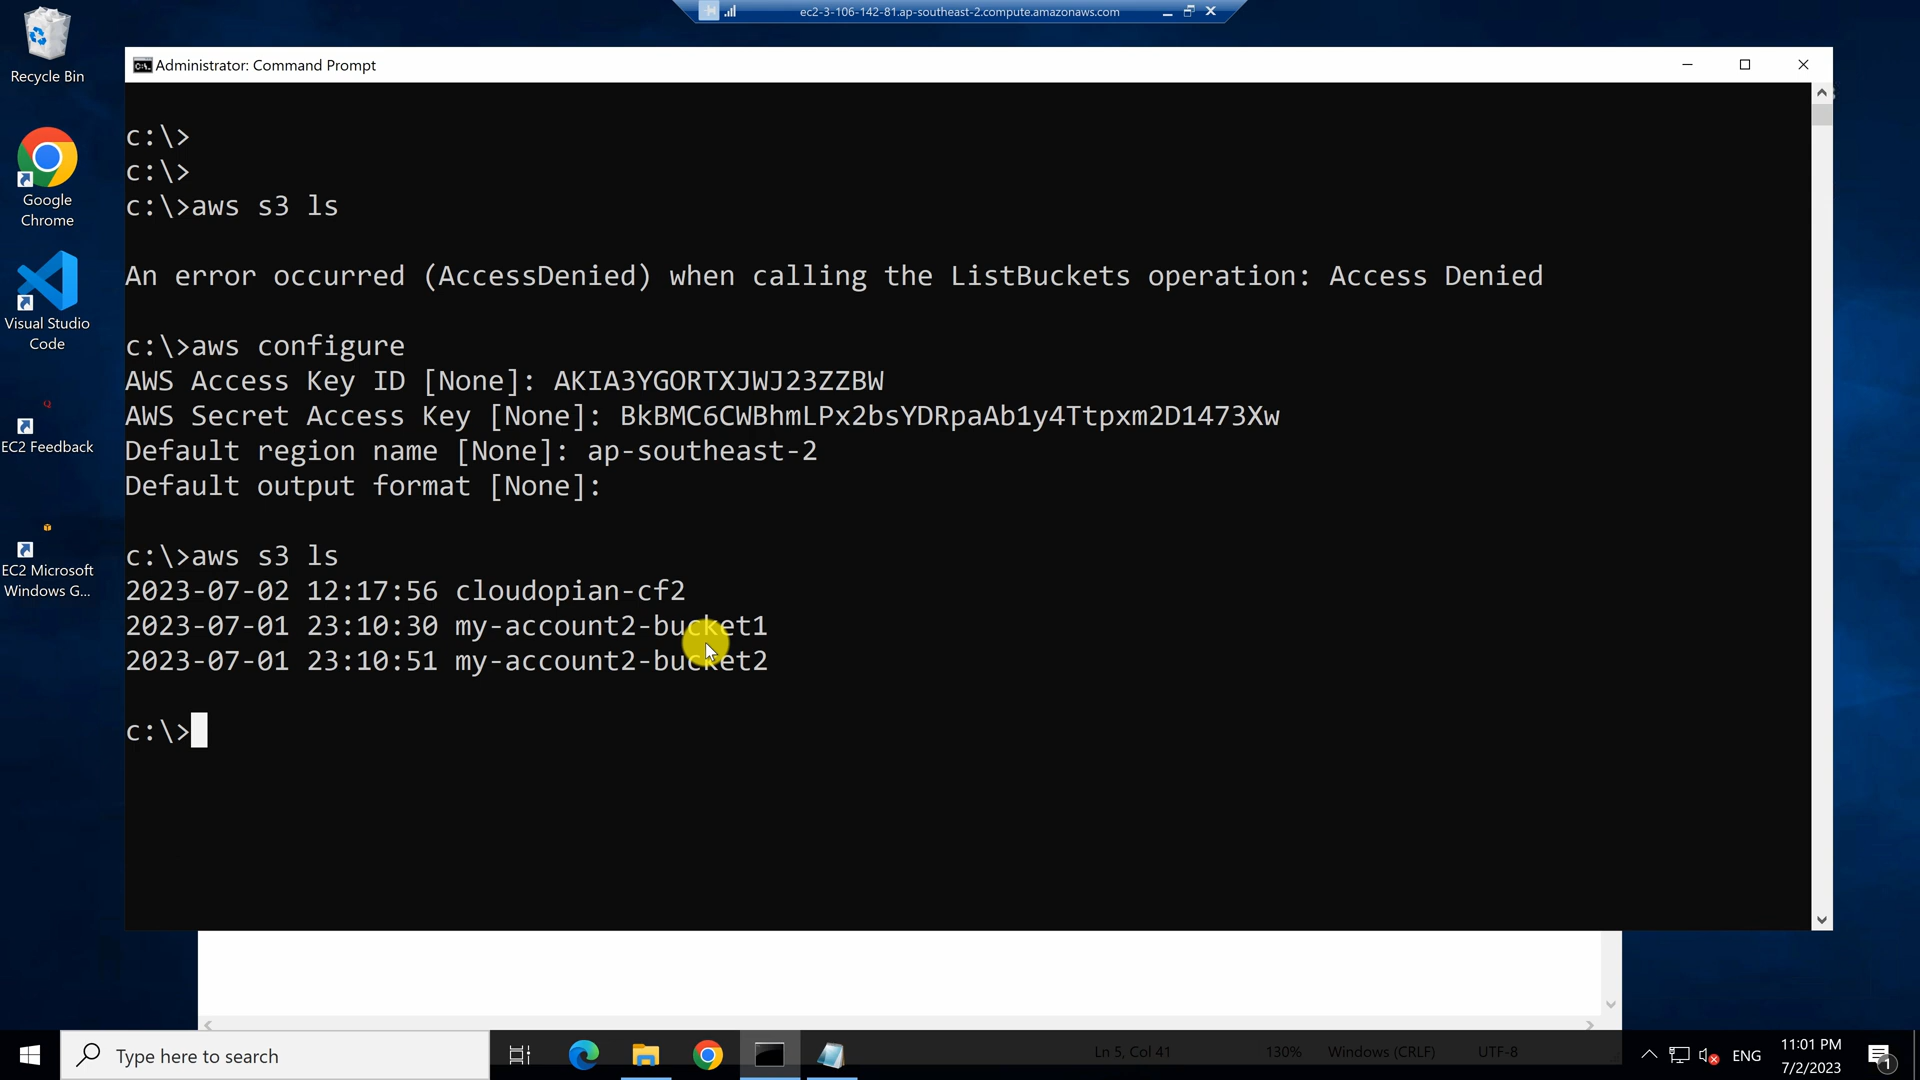 ec2-3-106-142-81.ap-southeast-2.compute.amazonaws.com
Recycle Bin
Google
Chrome
Visual Studio
Code
EC2 Feedback
EC2 Microsoft
Windows G...
Administrator: Command Prompt
c:\>
c:\>
c:\>aws s3 ls
An error occurred (AccessDenied) when calling the ListBuckets operation: Access Denied
c:\>aws configure
AWS Access Key ID [None]: AKIA3YGORTXJWJ23ZZBW
AWS Secret Access Key [None]: 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
Default region name [None]: ap-southeast-2
Default output format [None]:
c:\>aws s3 ls
2023-07-02 12:17:56 cloudopian-cf2
2023-07-01 23:10:30 my-account2-bucket1
2023-07-01 23:10:51 my-account2-bucket2
c:\>
Type here to search
Ln 5, Col 41
130%
Windows (CRLF)
UTF-8
ENG
11:01 PM
7/2/2023
1